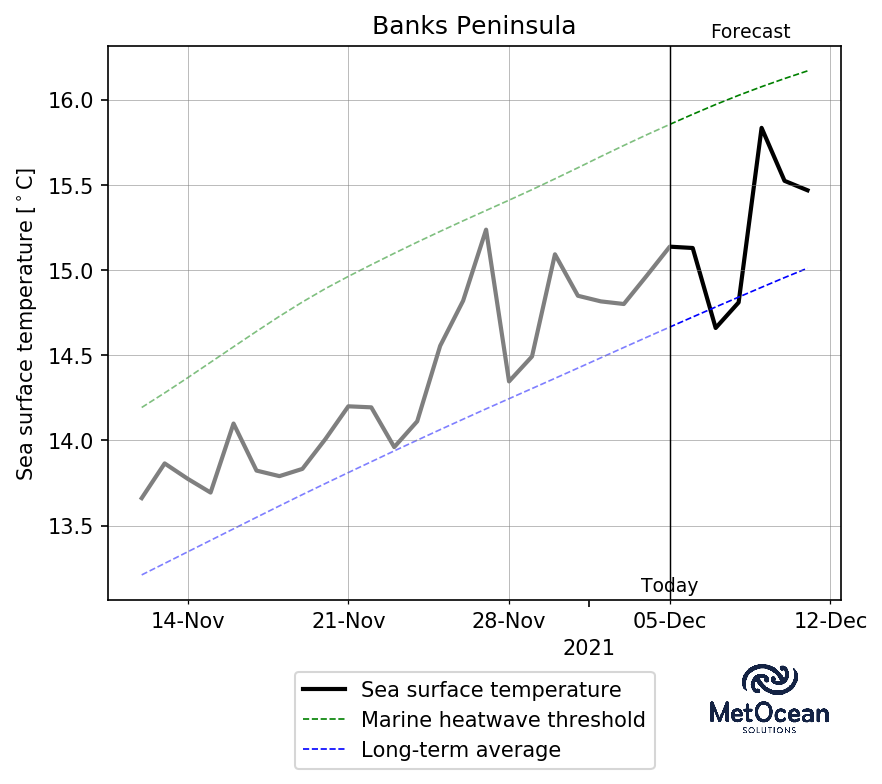 Banks Peninsula
Forecast
Sea surface temperature [°C]
16.0
15.5
15.0
14.5
14.0
13.5
Today
14-Nov 21-Nov 28-Nov 05-Dec 12-Dec
2021
Sea surface temperature
Marine heatwave threshold
Long-term average
MetOcean
SOLUTIONS